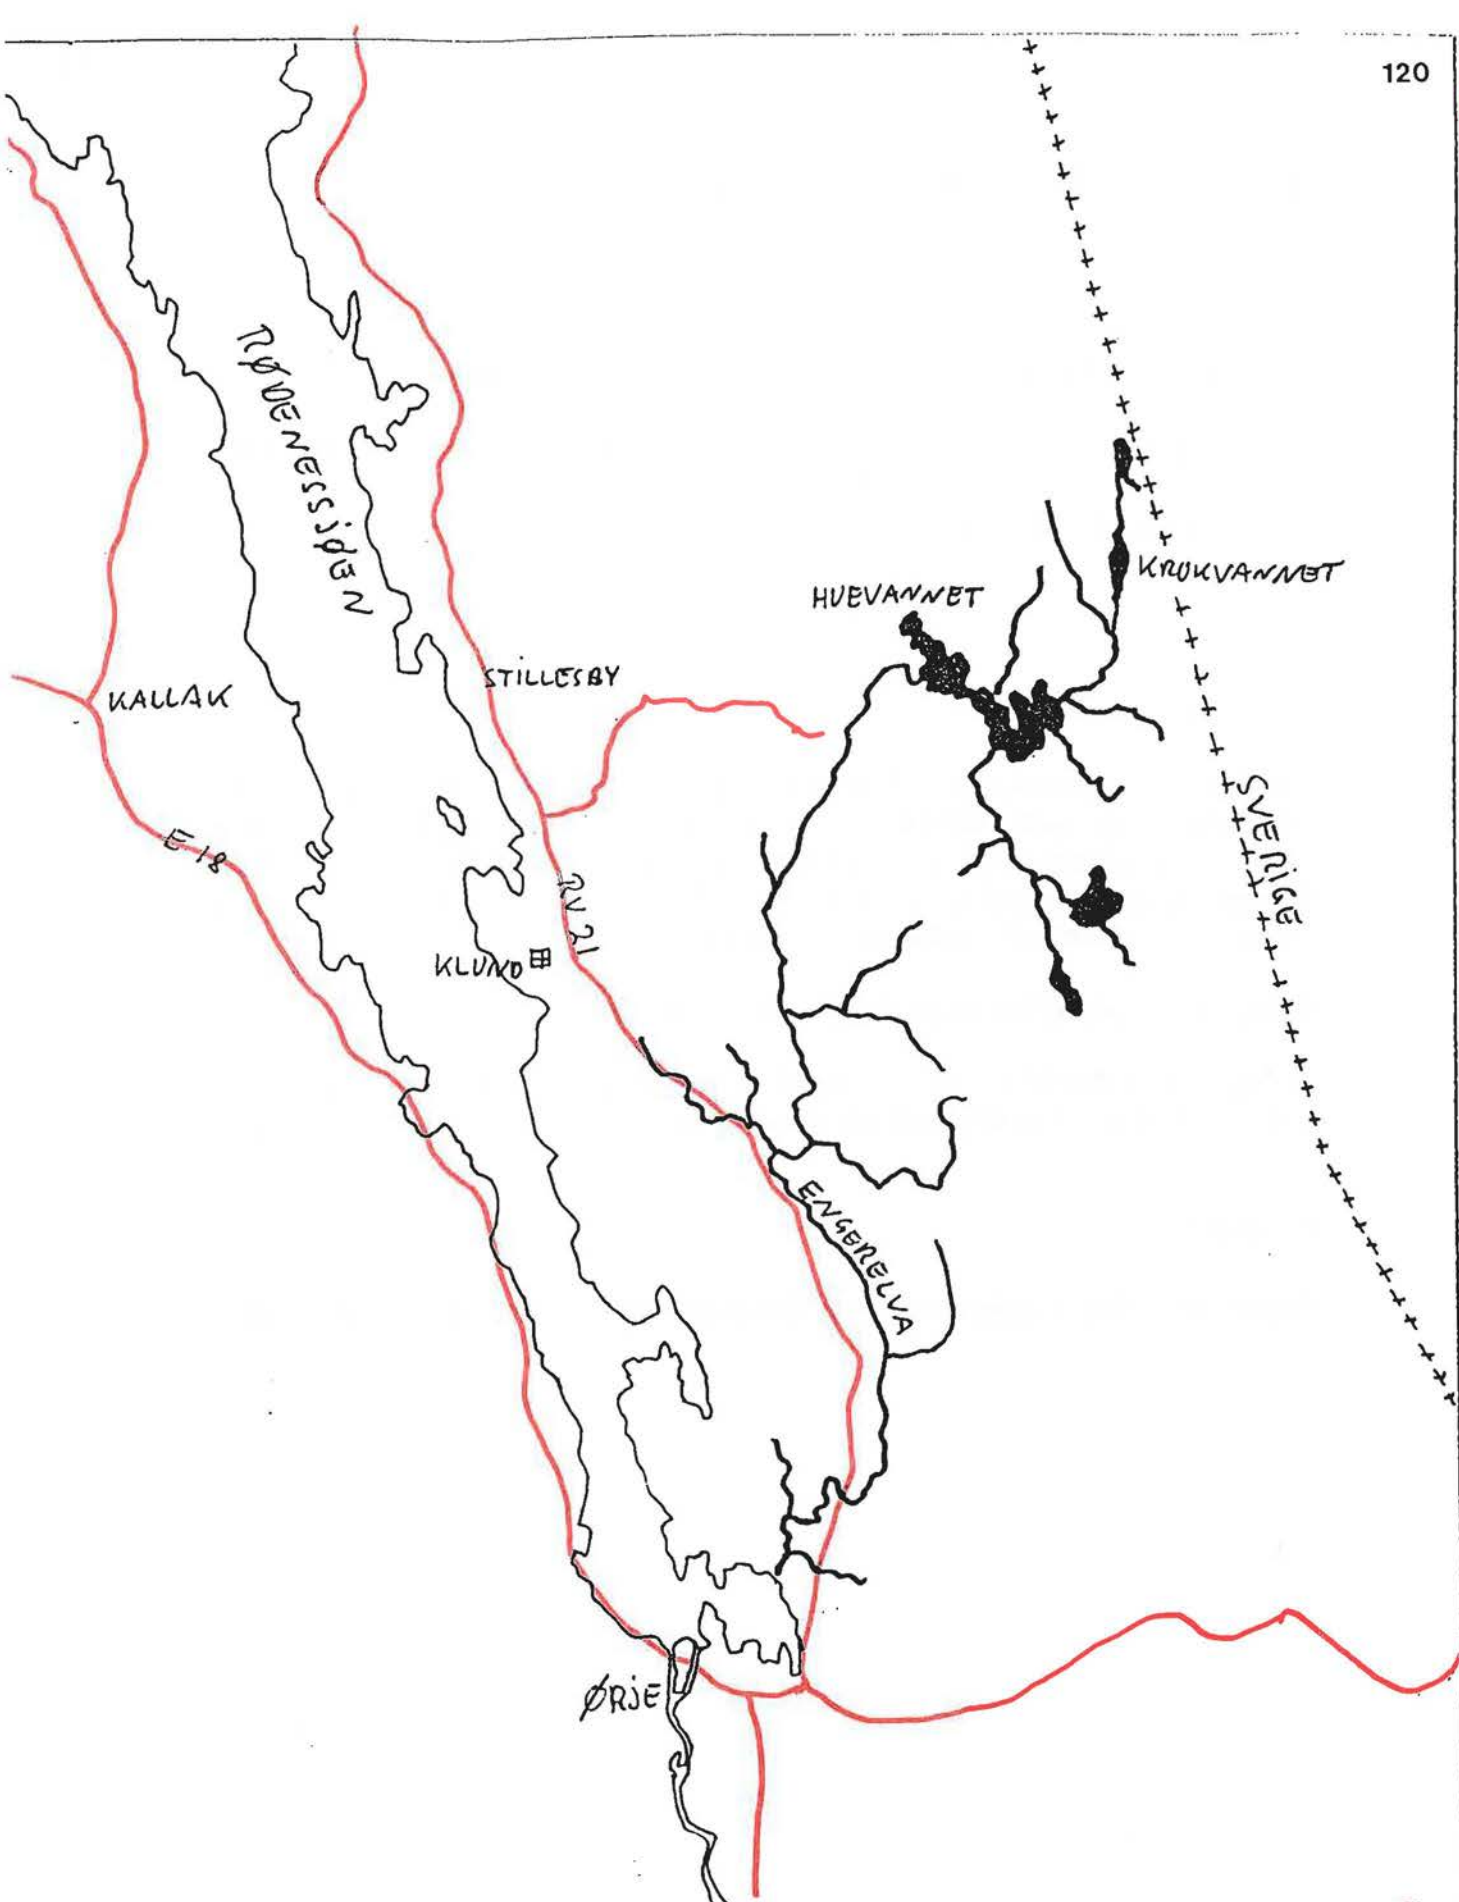 120
RØDENESSJØEN
KROKVANNET
HUEVANNET
STILLESBY
KALLAK
SVERIGE
E 18
RV 21
KLUND
ENGERELVA
ØRJE